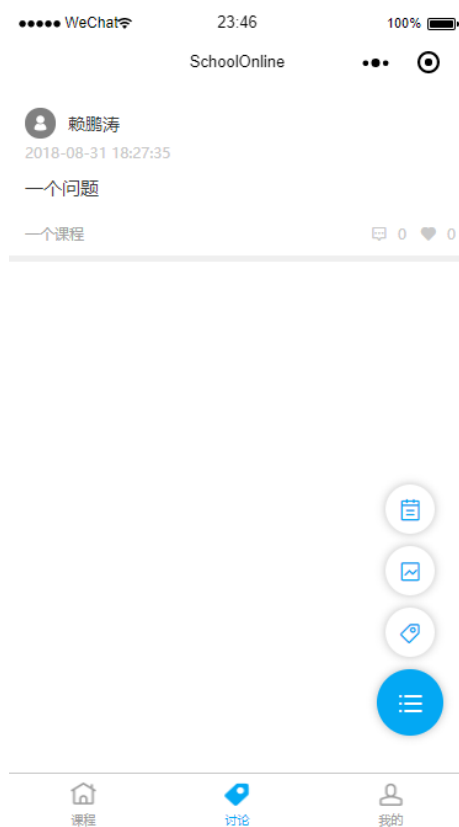 ●●●●● WeChat 23:46 100%
SchoolOnline
赖鹏涛
2018-08-31 18:27:35
一个问题
一个课程 0 0
课程 讨论 我的